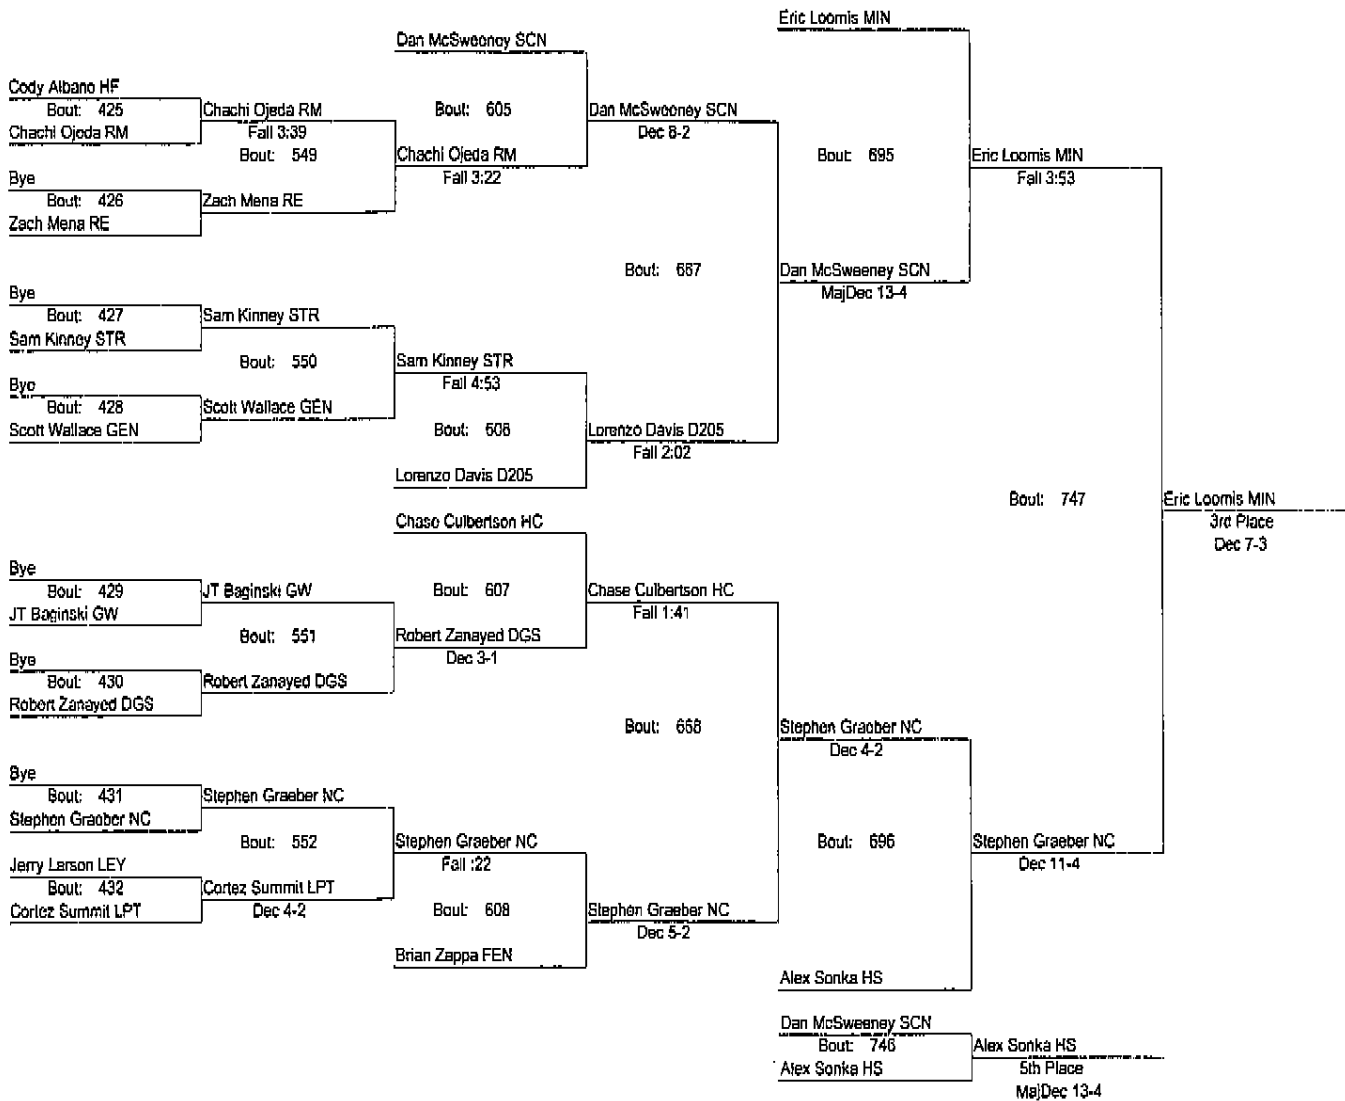 Eric Loomis MIN
Dan McSweeney SCN
Cody Albano HF
Bout: 425
Chachi Ojeda RM
Chachi Ojeda RM
Fall 3:39
Bout: 605
Dan McSweeney SCN
Dec 8-2
Bout: 549
Chachi Ojeda RM
Fall 3:22
Bout: 695
Eric Loomis MIN
Fall 3:53
Bye
Bout: 426
Zach Mena RE
Zach Mena RE
Bout: 667
Dan McSweeney SCN
MajDec 13-4
Bye
Bout: 427
Sam Kinney STR
Sam Kinney STR
Bout: 550
Sam Kinney STR
Fall 4:53
Bye
Bout: 428
Scott Wallace GEN
Scott Wallace GEN
Bout: 606
Lorenzo Davis D205
Fall 2:02
Lorenzo Davis D205
Bout: 747
Eric Loomis MIN
3rd Place
Dec 7-3
Chase Culbertson HC
Bye
Bout: 429
JT Baginski GW
JT Baginski GW
Bout: 607
Chase Culbertson HC
Fall 1:41
Bout: 551
Robert Zanayed DGS
Dec 3-1
Bye
Bout: 430
Robert Zanayed DGS
Robert Zanayed DGS
Bout: 668
Stephen Graeber NC
Dec 4-2
Bye
Bout: 431
Stephen Graeber NC
Stephen Graeber NC
Bout: 552
Stephen Graeber NC
Fall :22
Bout: 696
Stephen Graeber NC
Dec 11-4
Jerry Larson LEY
Bout: 432
Cortez Summit LPT
Cortez Summit LPT
Dec 4-2
Bout: 608
Stephen Graeber NC
Dec 5-2
Brian Zappa FEN
Alex Sonka HS
Dan McSweeney SCN
Bout: 746
Alex Sonka HS
Alex Sonka HS
5th Place
MajDec 13-4